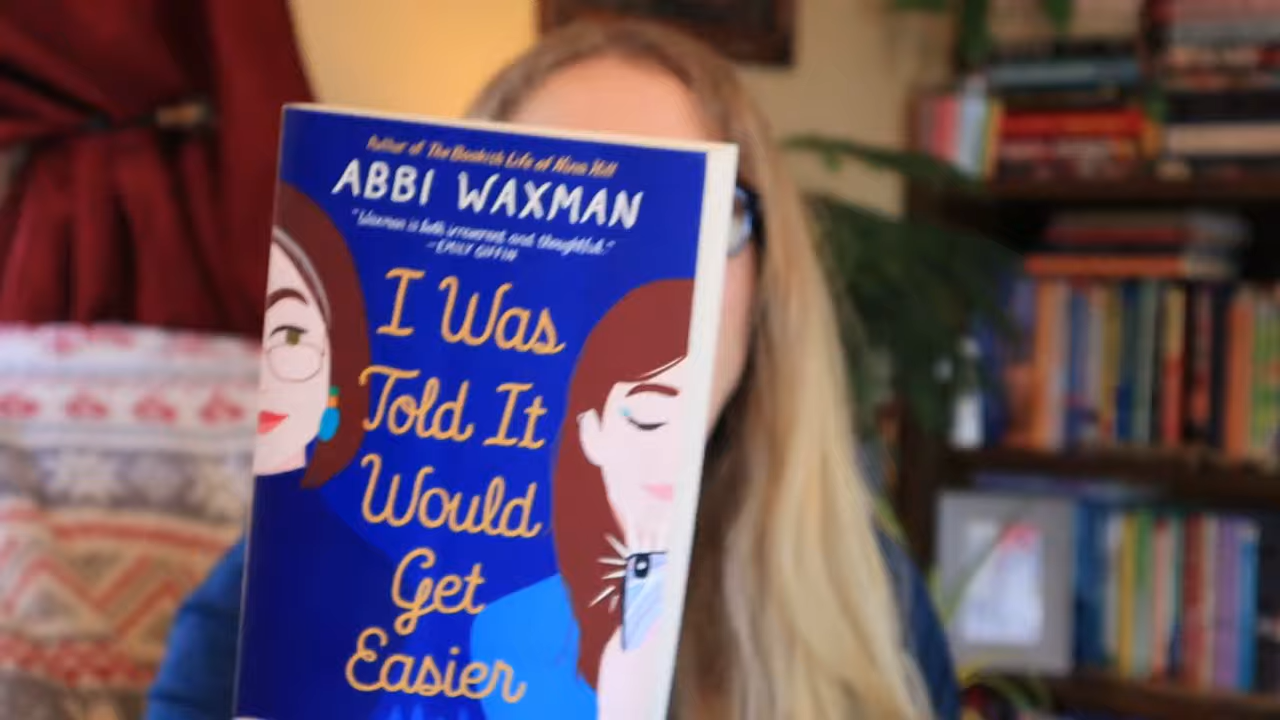 Author of The Bookish Life of Nina Hill
ABBI WAXMAN
"Waxman is both irreverent and thoughtful."
—EMILY GIFFIN
I Was
Told It
Would
Get
Easier